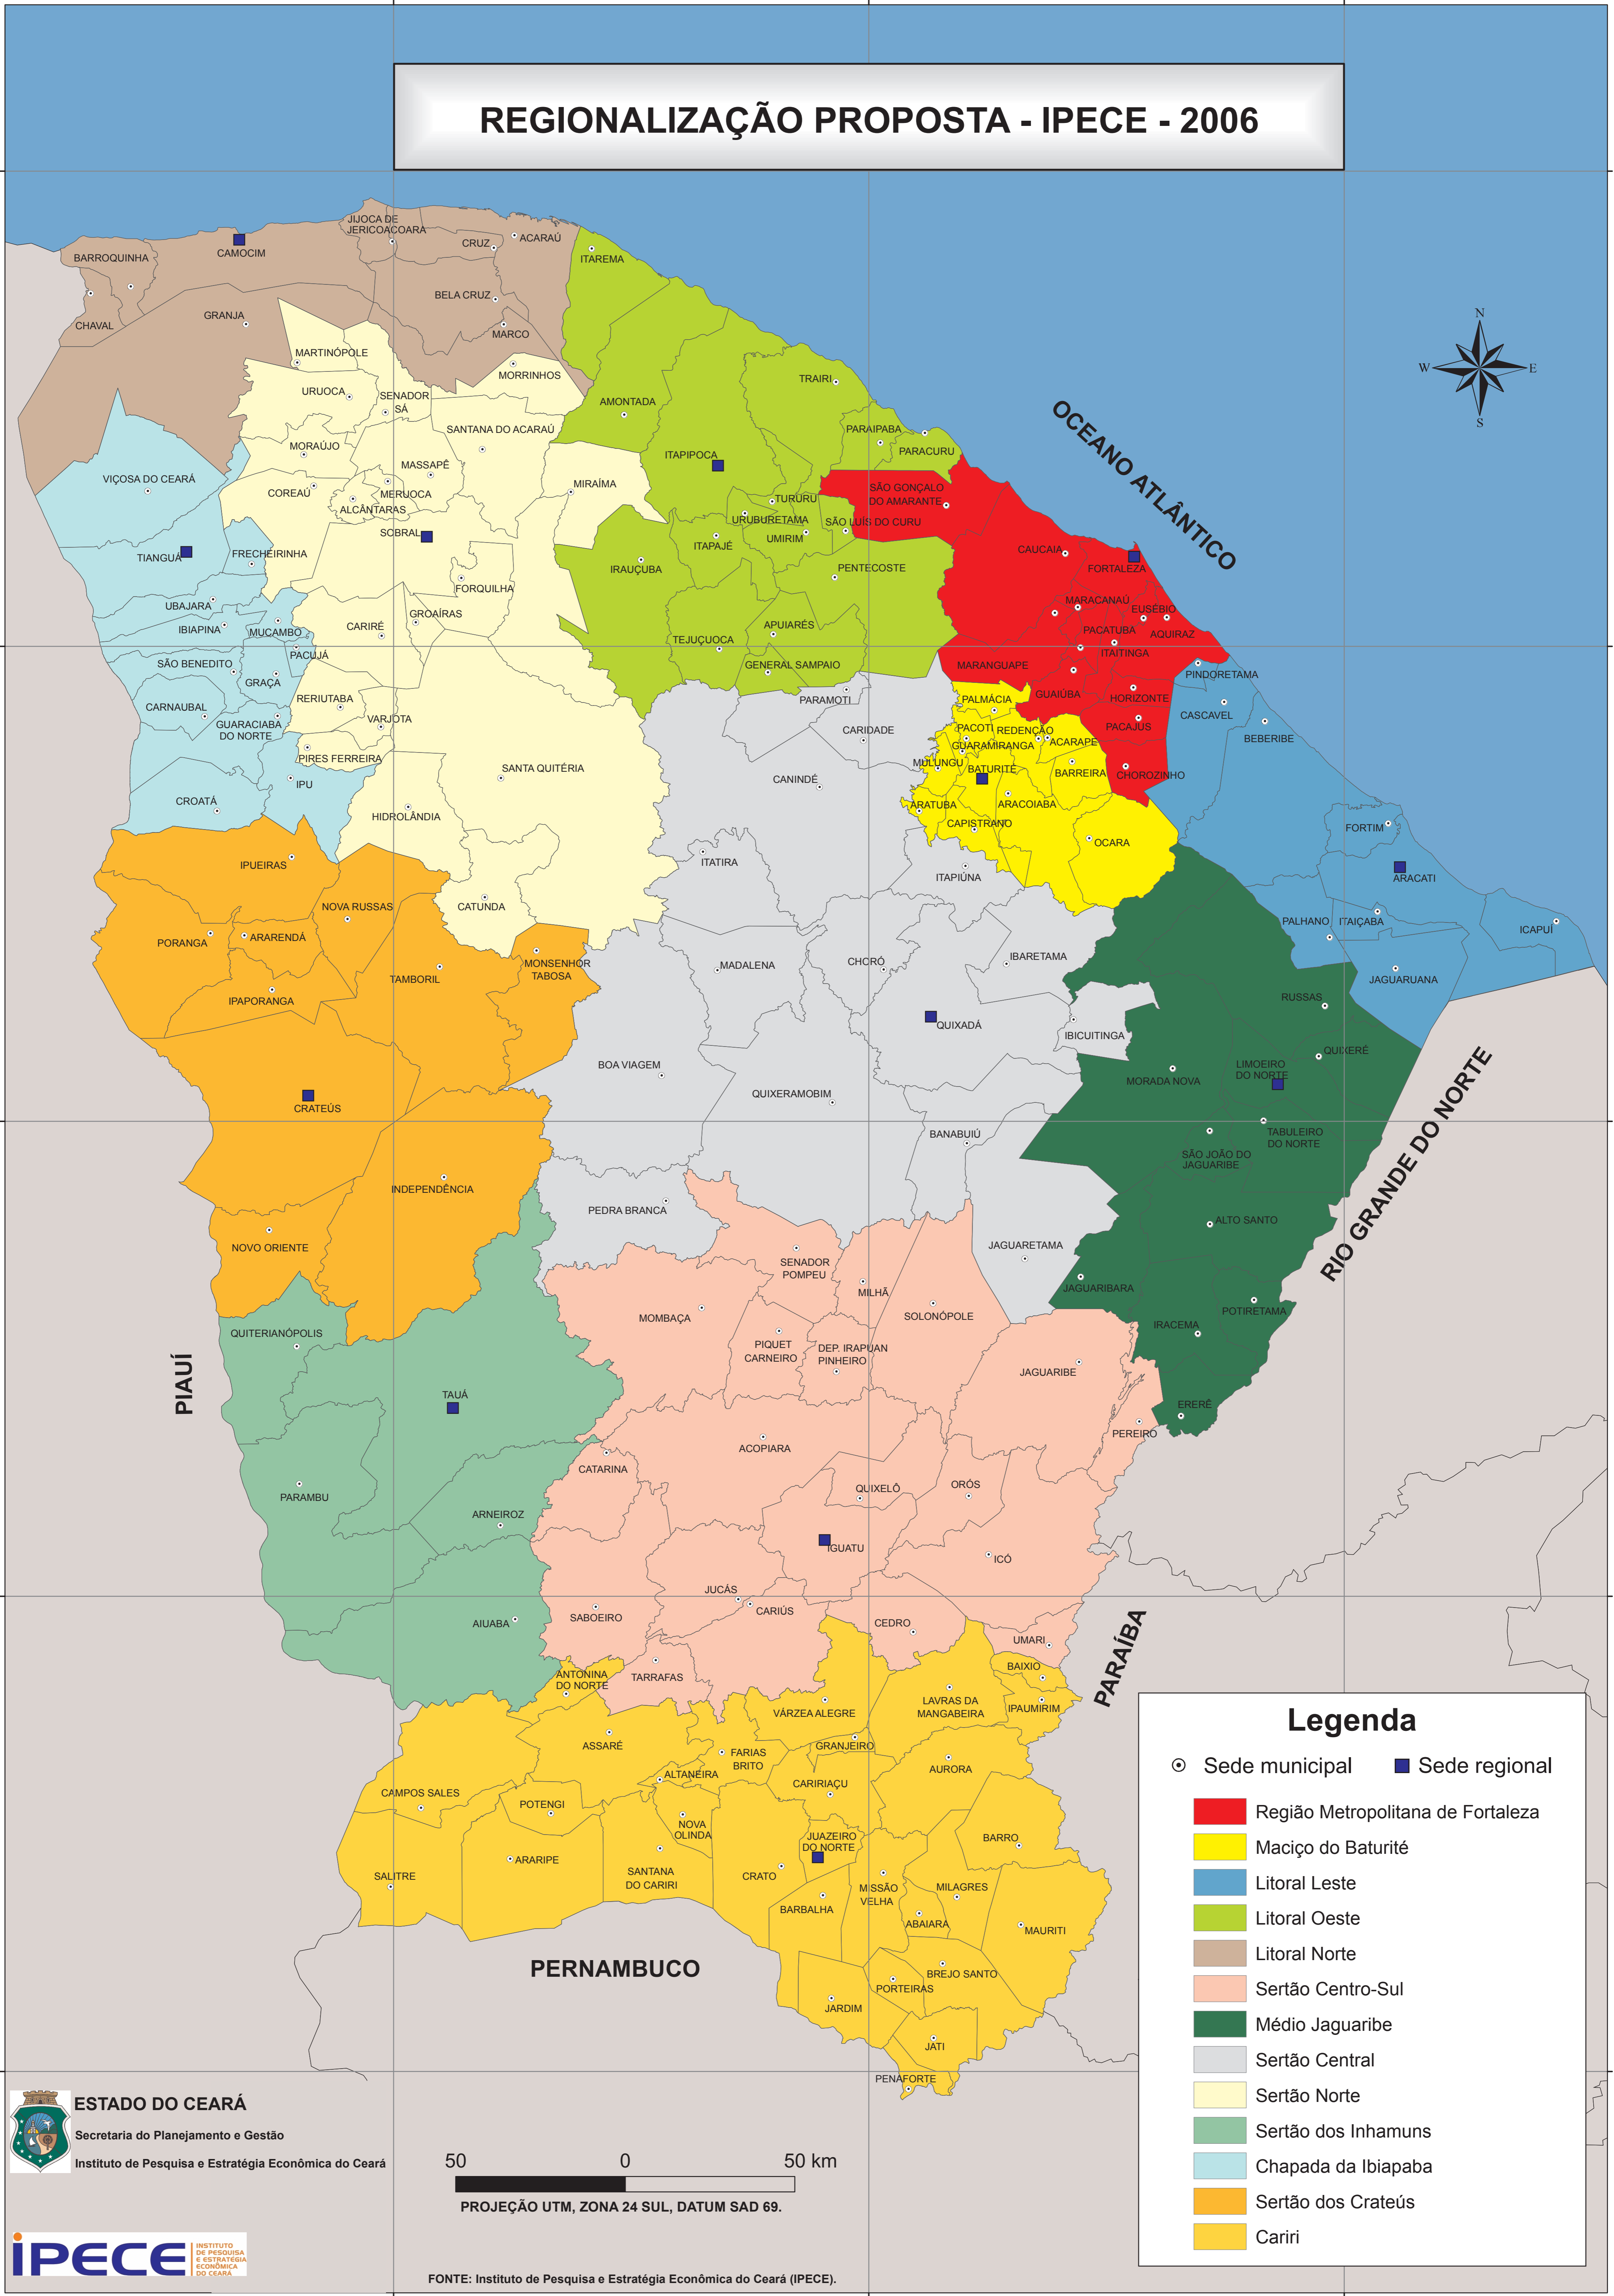 REGIONALIZAÇÃO PROPOSTA - IPECE - 2006
JIJOCA DE
JERICOACOARA
CRUZ
ACARAÚ
BARROQUINHA
CAMOCIM
ITAREMA
BELA CRUZ
CHAVAL
GRANJA
MARCO
N
W
E
S
MARTINÓPOLE
MORRINHOS
TRAIRI
URUOCA
SENADOR
SÁ
AMONTADA
OCEANO ATLÂNTICO
SANTANA DO ACARAÚ
PARAIPABA
PARACURU
MORAÚJO
ITAPIPOCA
MASSAPÊ
VIÇOSA DO CEARÁ
MIRAÍMA
SÃO GONÇALO
DO AMARANTE
COREAÚ
MERUOCA
TURURU
ALCÂNTARAS
URUBURETAMA
SÃO LUÍS DO CURU
SOBRAL
UMIRIM
ITAPAJÉ
CAUCAIA
TIANGUÁ
FRECHEIRINHA
IRAUÇUBA
PENTECOSTE
FORTALEZA
FORQUILHA
MARACANAÚ
EUSÉBIO
UBAJARA
GROAÍRAS
CARIRÉ
APUIARÉS
PACATUBA
AQUIRAZ
IBIAPINA
MUCAMBO
TEJUÇUOCA
ITAITINGA
PACUJÁ
SÃO BENEDITO
GENERAL SAMPAIO
MARANGUAPE
PINDORETAMA
GRAÇA
RERIUTABA
PARAMOTI
PALMÁCIA
GUAIÚBA
HORIZONTE
CARNAUBAL
GUARACIABA
DO NORTE
VARJOTA
CARIDADE
PACOTI
REDENÇÃO
PACAJUS
CASCAVEL
BEBERIBE
GUARAMIRANGA
ACARAPE
PIRES FERREIRA
SANTA QUITÉRIA
MULUNGU
BATURITÉ
BARREIRA
CHOROZINHO
CANINDÉ
IPU
CROATÁ
HIDROLÂNDIA
ARATUBA
ARACOIABA
CAPISTRANO
OCARA
FORTIM
IPUEIRAS
ITATIRA
ITAPIÚNA
ARACATI
NOVA RUSSAS
CATUNDA
PORANGA
ARARENDÁ
PALHANO
ITAIÇABA
ICAPUÍ
MONSENHOR
TABOSA
MADALENA
CHORÓ
IBARETAMA
TAMBORIL
JAGUARUANA
IPAPORANGA
RUSSAS
QUIXADÁ
IBICUITINGA
QUIXERÉ
BOA VIAGEM
LIMOEIRO
DO NORTE
MORADA NOVA
QUIXERAMOBIM
CRATEÚS
BANABUIÚ
TABULEIRO
DO NORTE
SÃO JOÃO DO
JAGUARIBE
RIO GRANDE DO NORTE
INDEPENDÊNCIA
PEDRA BRANCA
ALTO SANTO
NOVO ORIENTE
JAGUARETAMA
SENADOR
POMPEU
JAGUARIBARA
MILHÃ
POTIRETAMA
MOMBAÇA
SOLONÓPOLE
IRACEMA
QUITERIANÓPOLIS
PIQUET
CARNEIRO
DEP. IRAPUAN
PINHEIRO
JAGUARIBE
PIAUÍ
TAUÁ
ERERÊ
PEREIRO
ACOPIARA
CATARINA
ORÓS
QUIXELÔ
PARAMBU
ARNEIROZ
IGUATU
ICÓ
JUCÁS
CARIÚS
SABOEIRO
AIUABA
CEDRO
UMARI
PARAÍBA
TARRAFAS
BAIXIO
ANTONINA
DO NORTE
LAVRAS DA
MANGABEIRA
IPAUMIRIM
VÁRZEA ALEGRE
ASSARÉ
GRANJEIRO
FARIAS
BRITO
AURORA
ALTANEIRA
CARIRIAÇU
CAMPOS SALES
POTENGI
NOVA
OLINDA
JUAZEIRO
DO NORTE
BARRO
ARARIPE
SALITRE
SANTANA
DO CARIRI
CRATO
MISSÃO
VELHA
MILAGRES
BARBALHA
ABAIARA
MAURITI
PERNAMBUCO
BREJO SANTO
PORTEIRAS
JARDIM
JATI
PENAFORTE
Legenda
Sede municipal
Sede regional
Região Metropolitana de Fortaleza
Maciço do Baturité
Litoral Leste
Litoral Oeste
Litoral Norte
Sertão Centro-Sul
Médio Jaguaribe
Sertão Central
Sertão Norte
Sertão dos Inhamuns
Chapada da Ibiapaba
Sertão dos Crateús
Cariri
ESTADO DO CEARÁ
Secretaria do Planejamento e Gestão
Instituto de Pesquisa e Estratégia Econômica do Ceará
50 0 50 km
PROJEÇÃO UTM, ZONA 24 SUL, DATUM SAD 69.
IPECE
INSTITUTO
DE PESQUISA
E ESTRATÉGIA
ECONÔMICA
DO CEARÁ
FONTE: Instituto de Pesquisa e Estratégia Econômica do Ceará (IPECE).